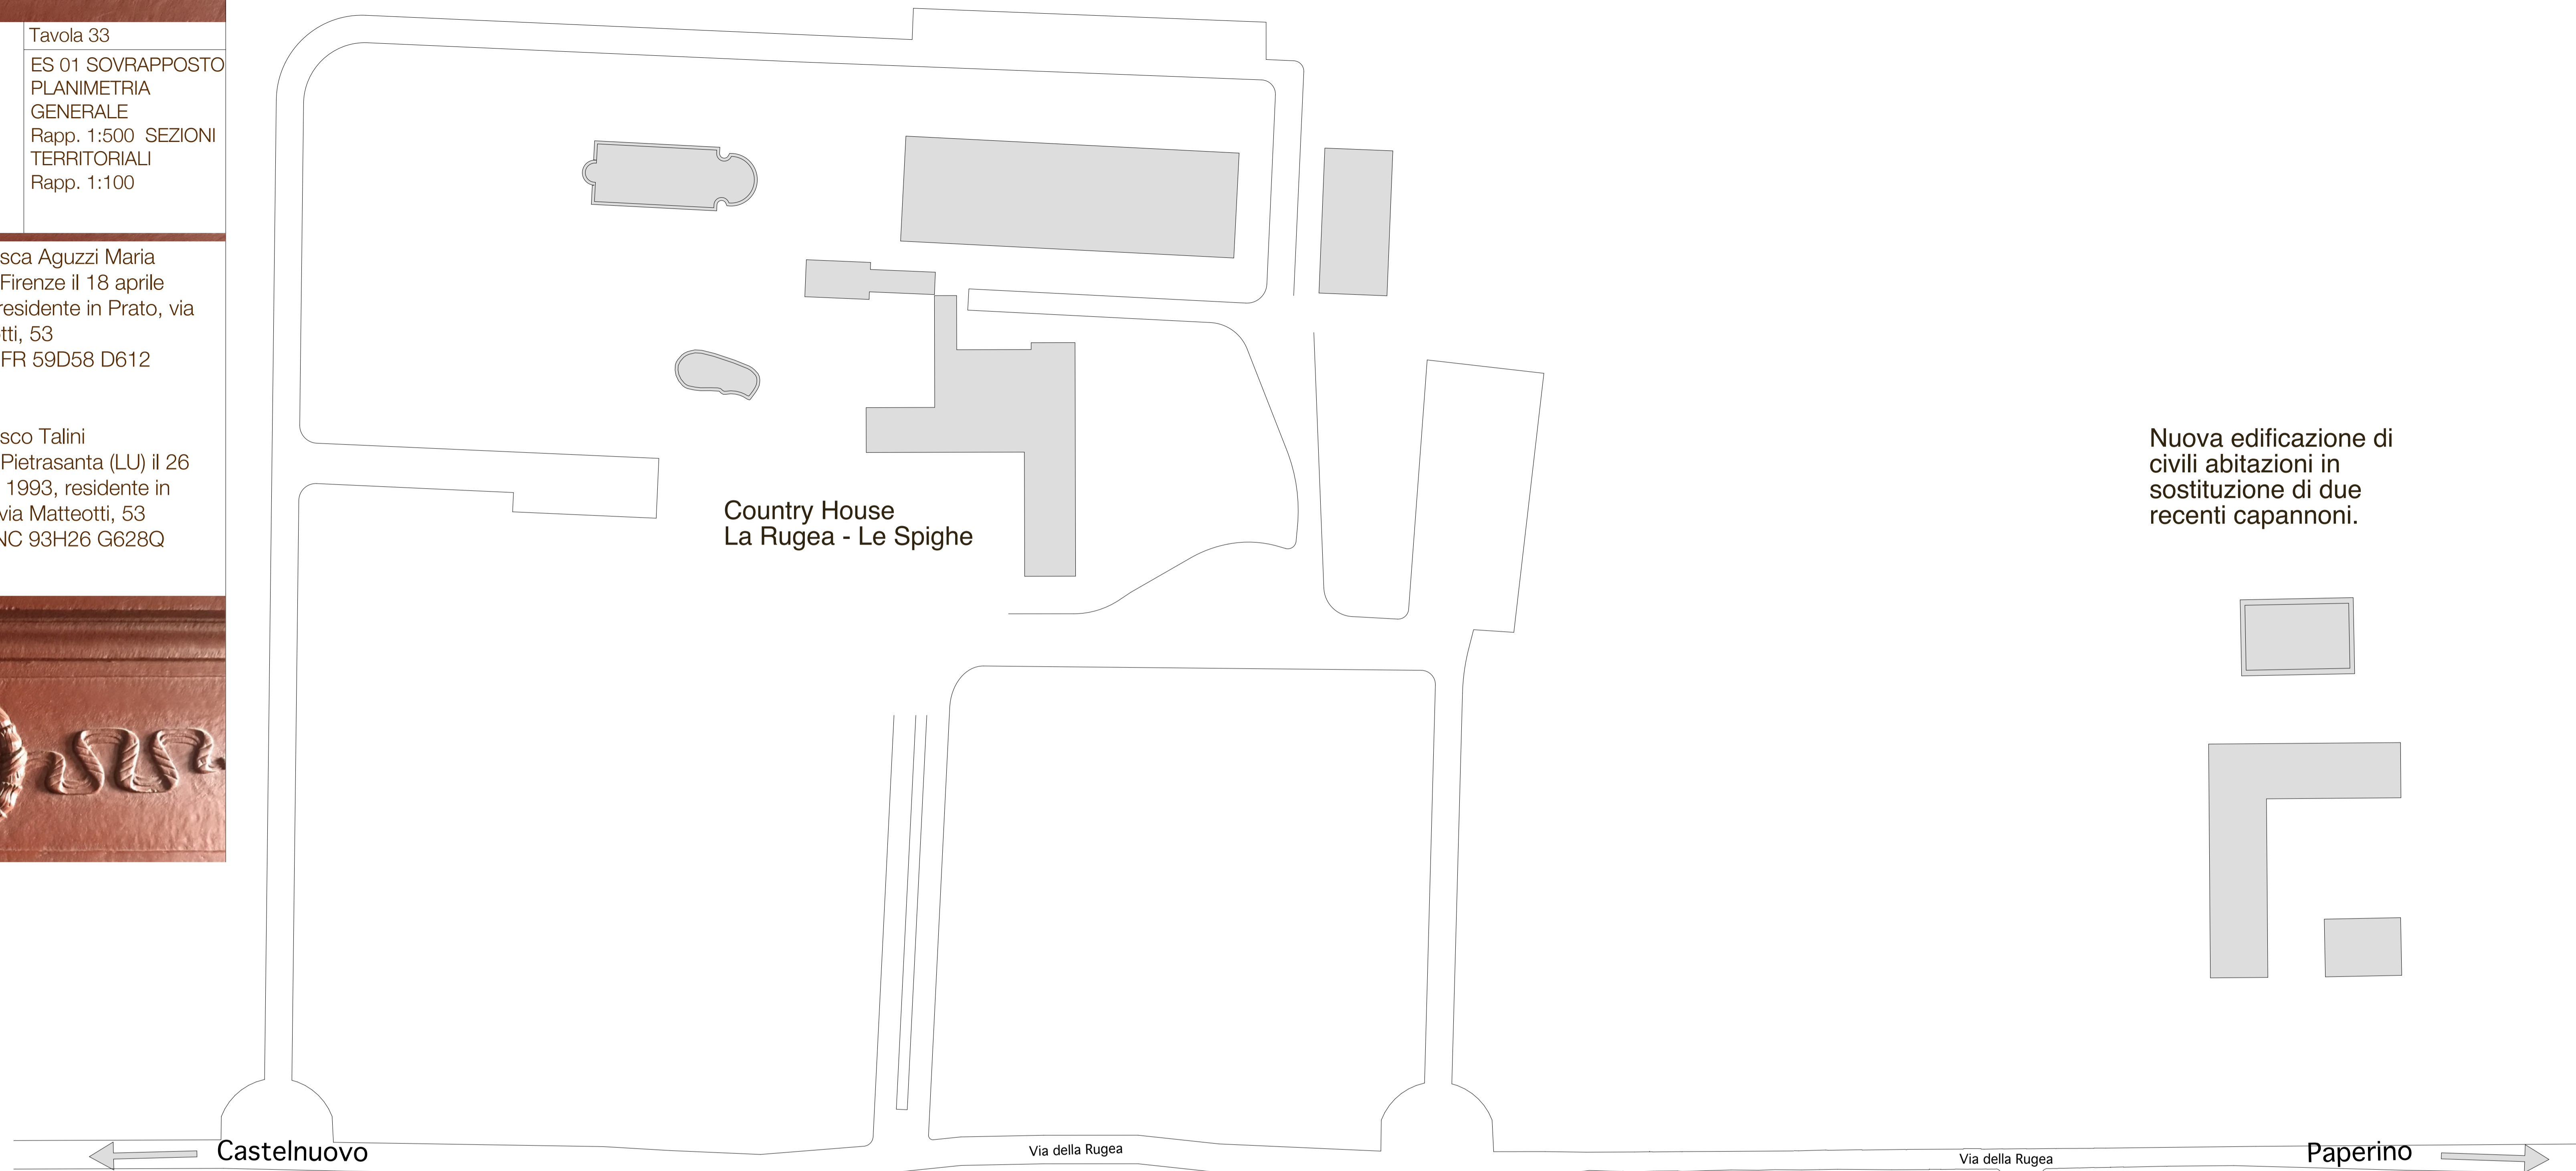 Tavola 33
ES 01 SOVRAPPOSTO
PLANIMETRIA
GENERALE
Rapp. 1:500  SEZIONI
TERRITORIALI
Rapp. 1:100
sca Aguzzi Maria
Firenze il 18 aprile
residente in Prato, via
tti, 53
FR 59D58 D612
sco Talini
Pietrasanta (LU) il 26
1993, residente in
via Matteotti, 53
NC 93H26 G628Q
Country House
La Rugea - Le Spighe
Nuova edificazione di
civili abitazioni in
sostituzione di due
recenti capannoni.
Castelnuovo
Via della Rugea
Via della Rugea
Paperino